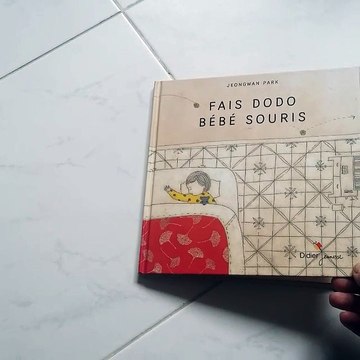 JEONGWAN PARK
FAIS DODO
BÉBÉ SOURIS
Didier
jeunesse